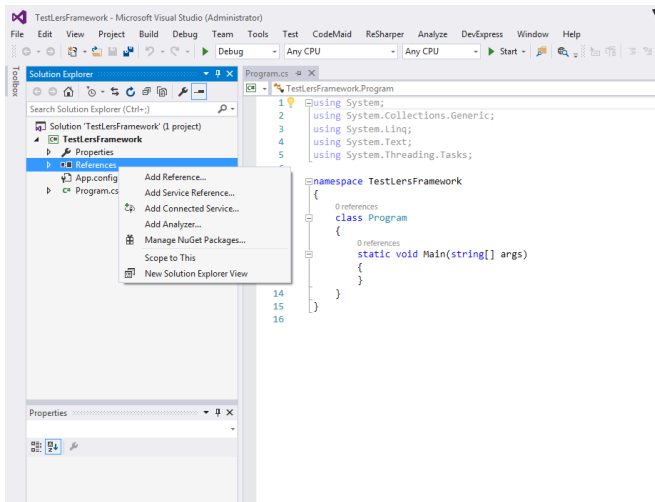 TestLersFramework - Microsoft Visual Studio (Administrator)
File Edit View Project Build Debug Team Tools Test CodeMaid ReSharper Analyze DevExpress Window Help
Debug Any CPU Any CPU Start
Toolbox
Solution Explorer
Search Solution Explorer (Ctrl+;)
Solution 'TestLersFramework' (1 project)
TestLersFramework
Properties
References
App.config
Program.cs
Add Reference...
Add Service Reference...
Add Connected Service...
Add Analyzer...
Manage NuGet Packages...
Scope to This
New Solution Explorer View
Properties
Program.cs
TestLersFramework.Program
1 using System;
2 using System.Collections.Generic;
3 using System.Linq;
4 using System.Text;
5 using System.Threading.Tasks;
namespace TestLersFramework
{
0 references
class Program
{
0 references
static void Main(string[] args)
{
}
14 }
15 }
16